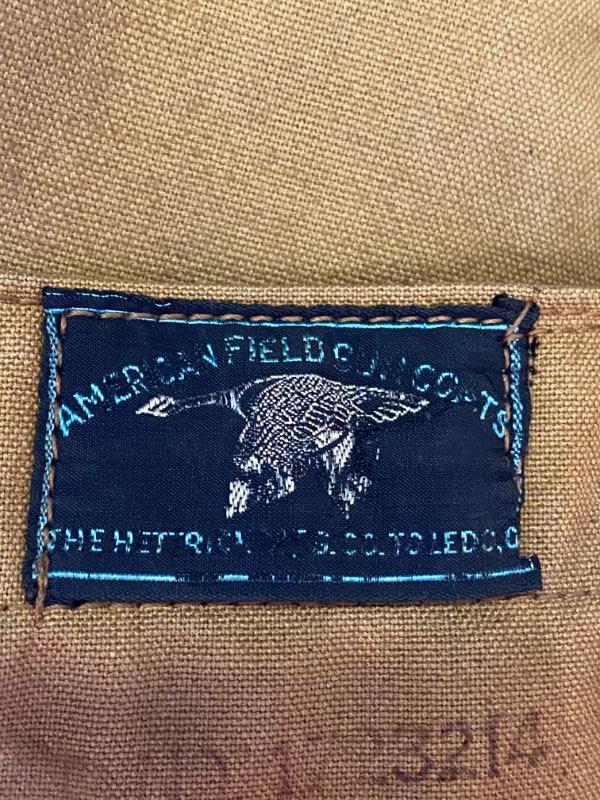 AMERICAN FIELD GUN COATS
THE HETTRICK MFG. CO. TOLEDO, O
3214